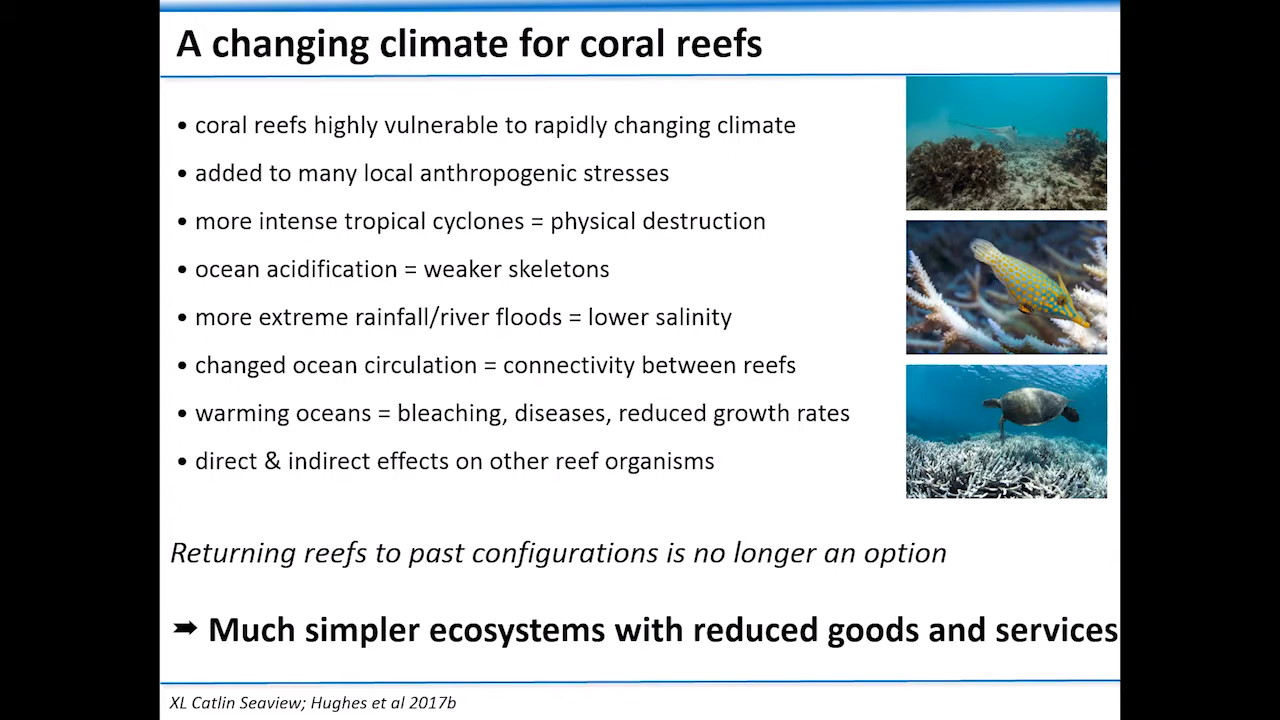 A changing climate for coral reefs
• coral reefs highly vulnerable to rapidly changing climate
• added to many local anthropogenic stresses
• more intense tropical cyclones = physical destruction
• ocean acidification = weaker skeletons
• more extreme rainfall/river floods = lower salinity
• changed ocean circulation = connectivity between reefs
• warming oceans = bleaching, diseases, reduced growth rates
• direct & indirect effects on other reef organisms
Returning reefs to past configurations is no longer an option
➡ Much simpler ecosystems with reduced goods and services
XL Catlin Seaview; Hughes et al 2017b